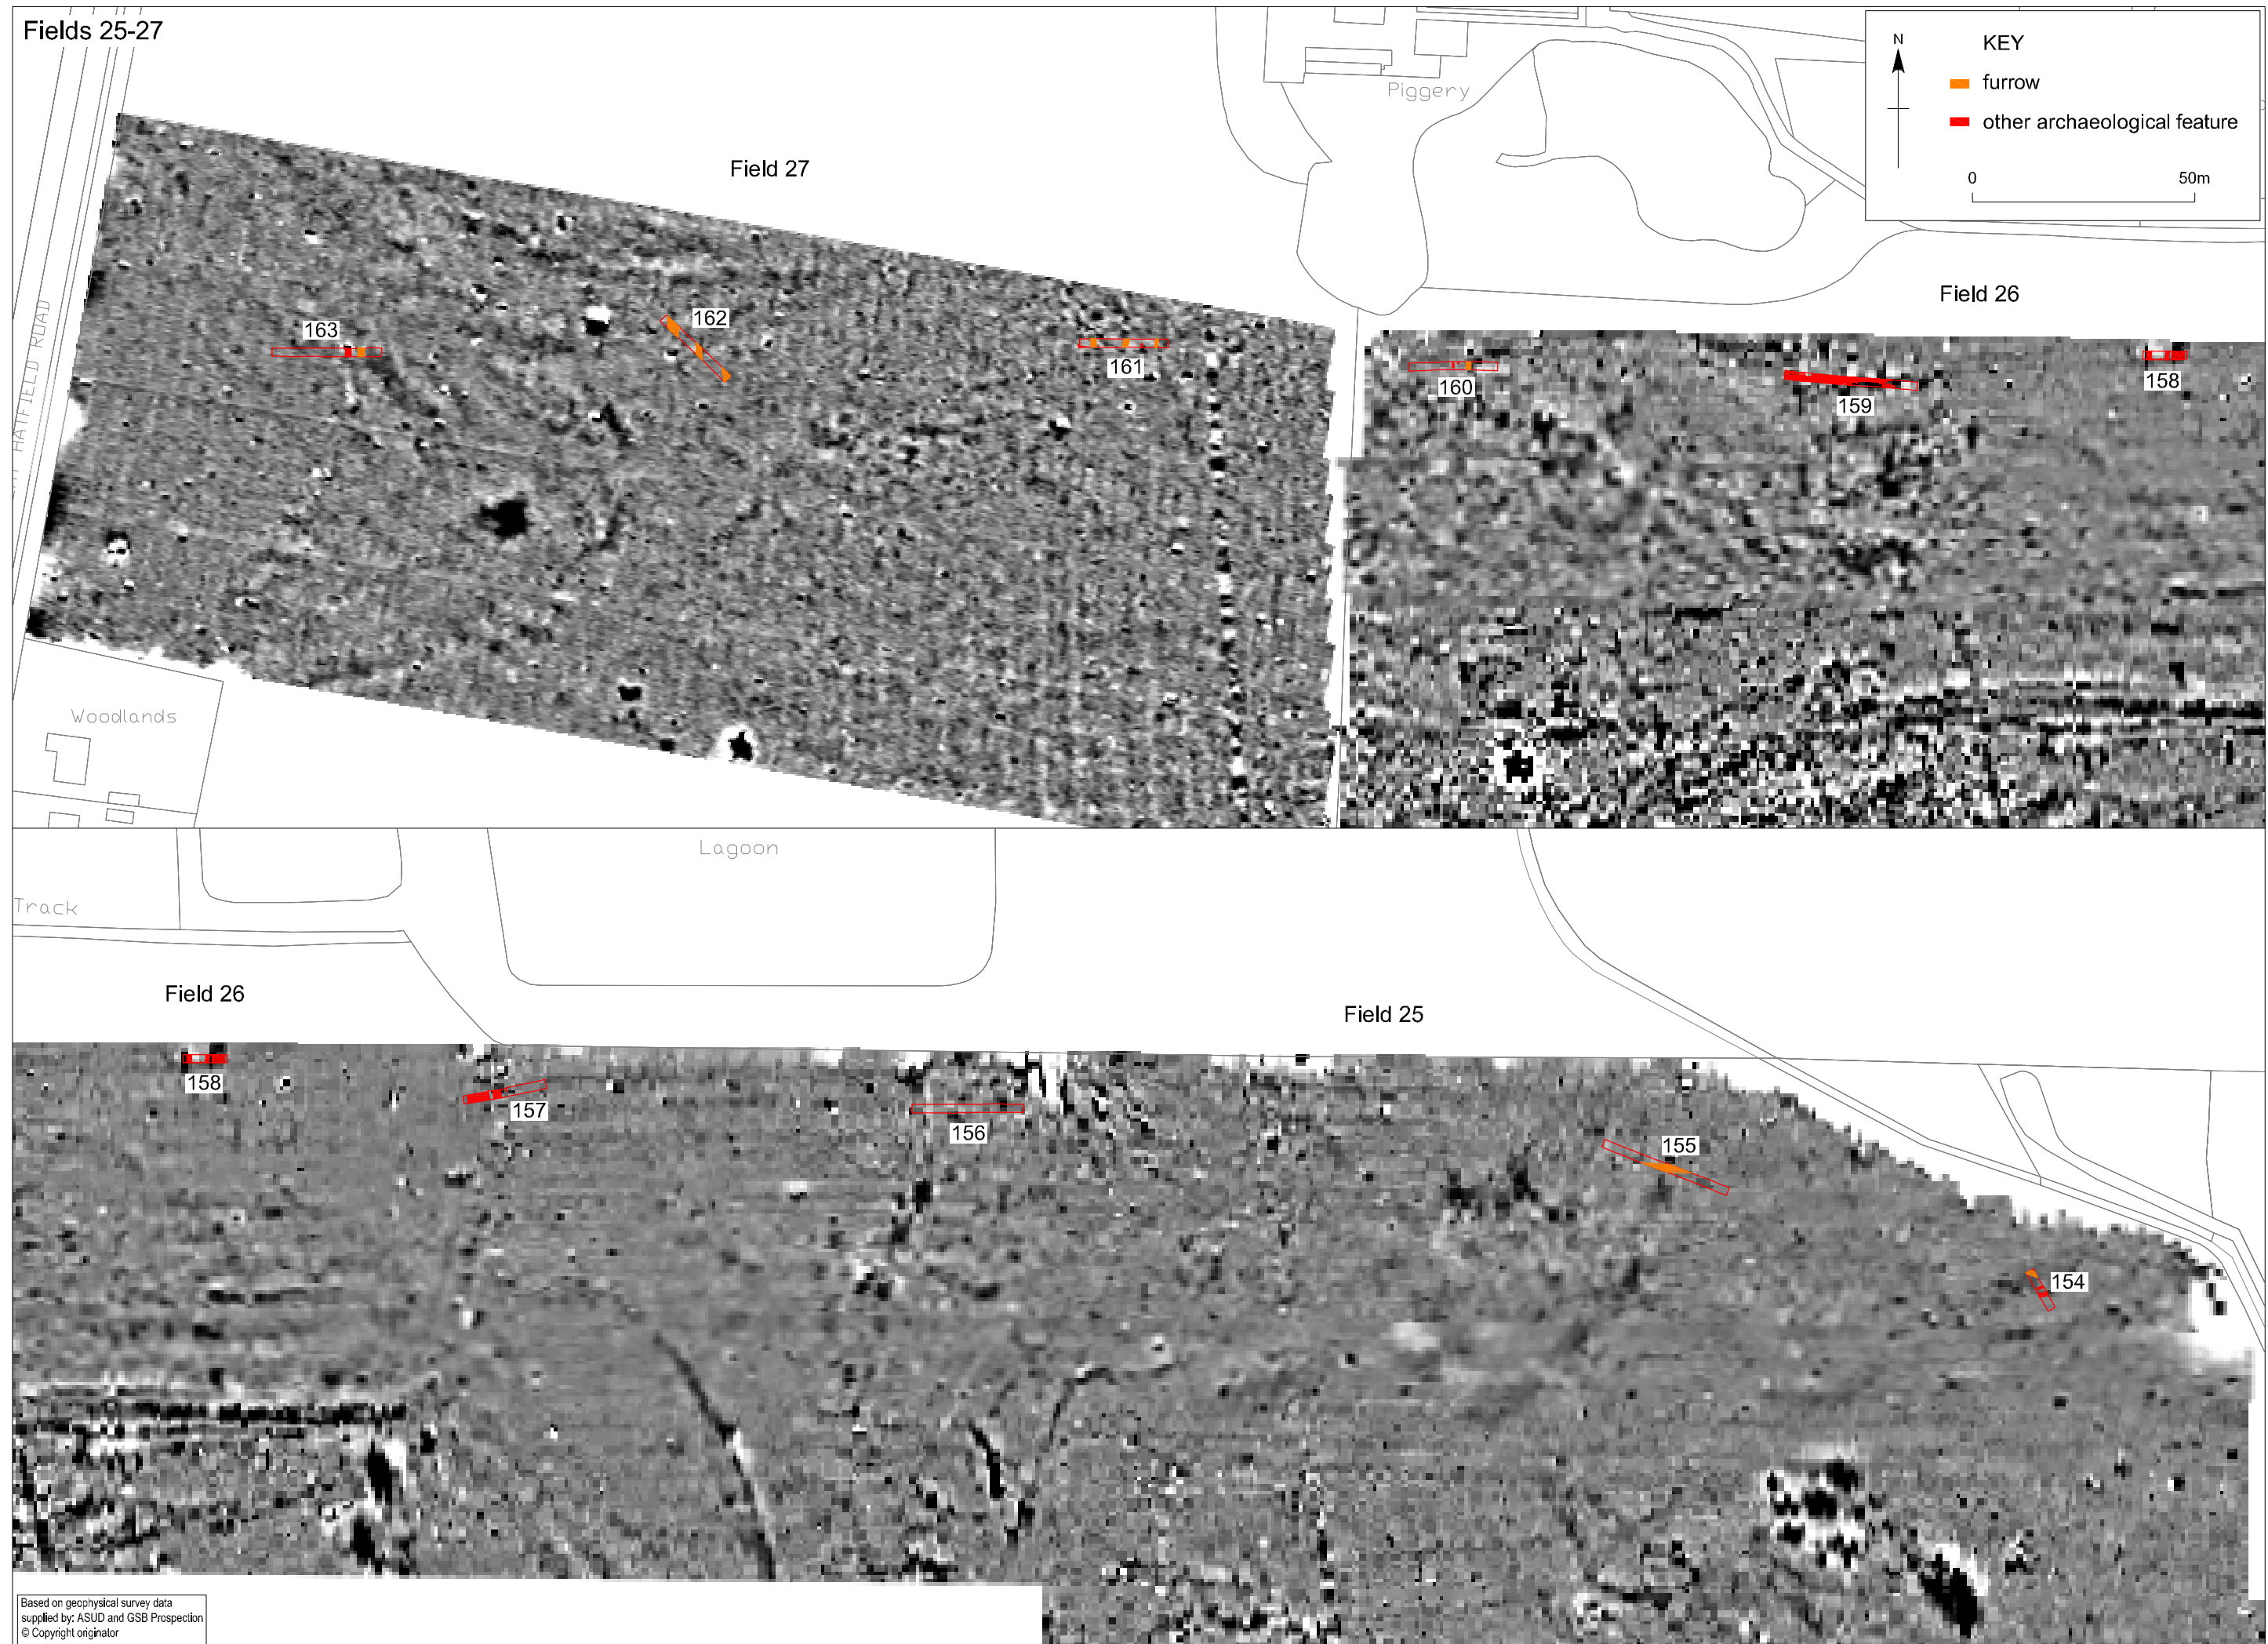 Fields 25-27
N
KEY
furrow
other archaeological feature
0 50m
Piggery
Field 27
Field 26
163
162
161
160
159
158
HATFIELD ROAD
Woodlands
Lagoon
Track
Field 26
Field 25
158
157
156
155
154
Based on geophysical survey data
supplied by: ASUD and GSB Prospection
© Copyright originator